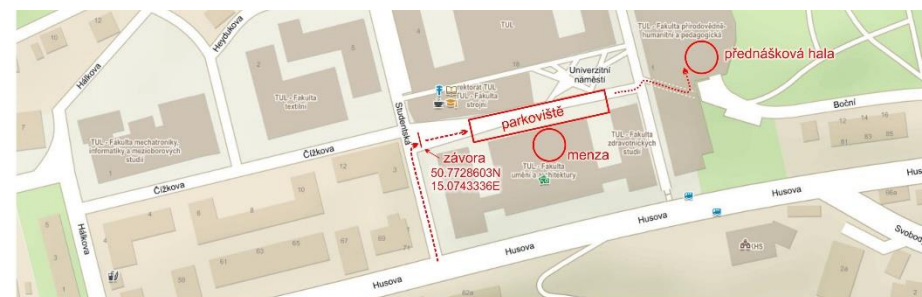 TUL
TUL - Fakulta přírodovědně-
humanitní a pedagogická
přednášková hala
Hálkova
Heydukova
Univerzitní
náměstí
TUL - Fakulta
textilní
rektorát TUL
TUL - Fakulta
strojní
Studentská
parkoviště
Boční
TUL - Fakulta mechatroniky,
informatiky a mezioborových
studií
Čížkova
závora
50.7728603N
15.0743336E
menza
TUL - Fakulta
umění a architektury
TUL - Fakulta
zdravotnických
studií
Čížkova
Hálkova
Husova
Husova
Husova
Husova
KHS